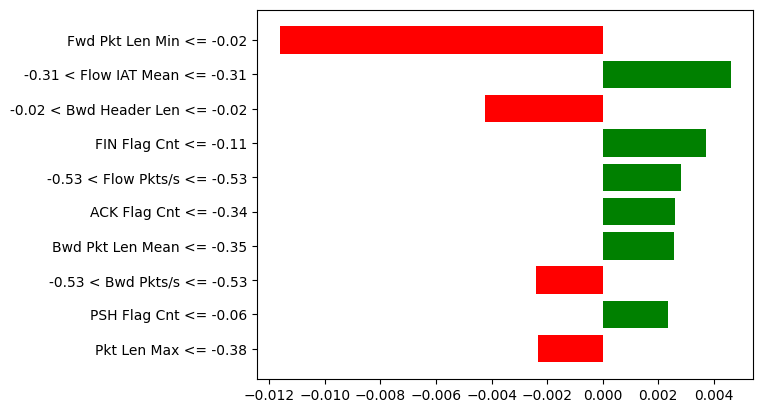 Fwd Pkt Len Min <= -0.02
-0.31 < Flow IAT Mean <= -0.31
-0.02 < Bwd Header Len <= -0.02
FIN Flag Cnt <= -0.11
-0.53 < Flow Pkts/s <= -0.53
ACK Flag Cnt <= -0.34
Bwd Pkt Len Mean <= -0.35
-0.53 < Bwd Pkts/s <= -0.53
PSH Flag Cnt <= -0.06
Pkt Len Max <= -0.38
−0.012 −0.010 −0.008 −0.006 −0.004 −0.002 0.000 0.002 0.004